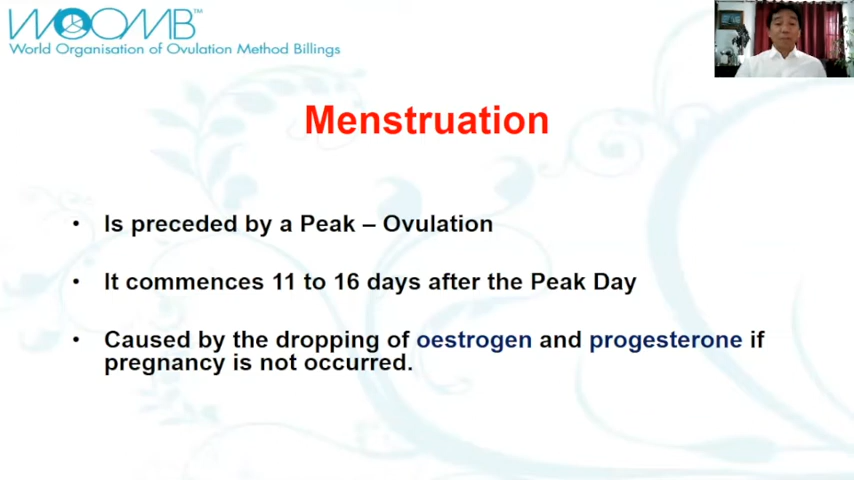 WOOMB™
World Organisation of Ovulation Method Billings
Menstruation
• Is preceded by a Peak – Ovulation
• It commences 11 to 16 days after the Peak Day
• Caused by the dropping of oestrogen and progesterone if
pregnancy is not occurred.